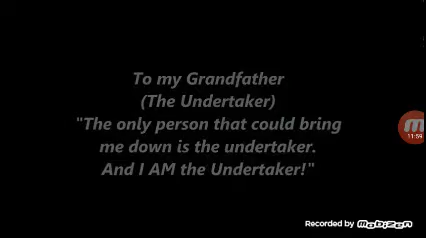 To my Grandfather
(The Undertaker)
"The only person that could bring
me down is the undertaker.
And I AM the Undertaker!"
11:59
Recorded by Mobizen